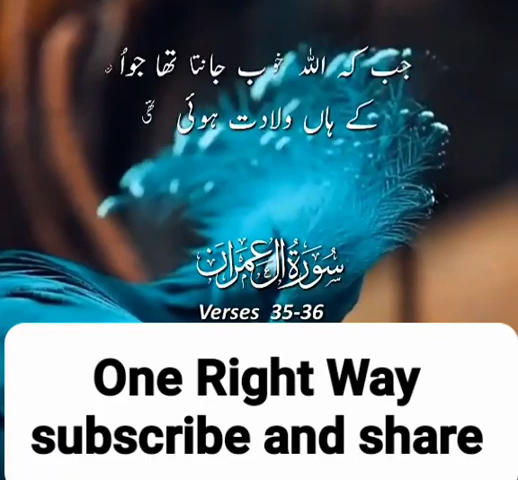 جب کہ اللہ خوب جانتا تھا جو اُس
کے ہاں ولادت ہوئی تھی
سُورَةُ اٰلِ عِمرَان
Verses 35-36
One Right Way
subscribe and share